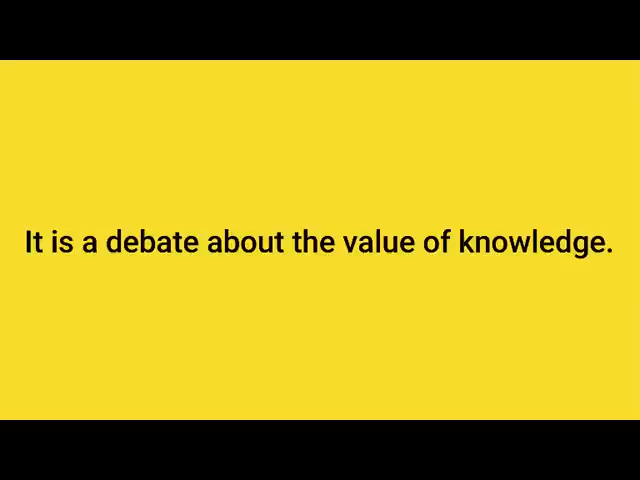 It is a debate about the value of knowledge.